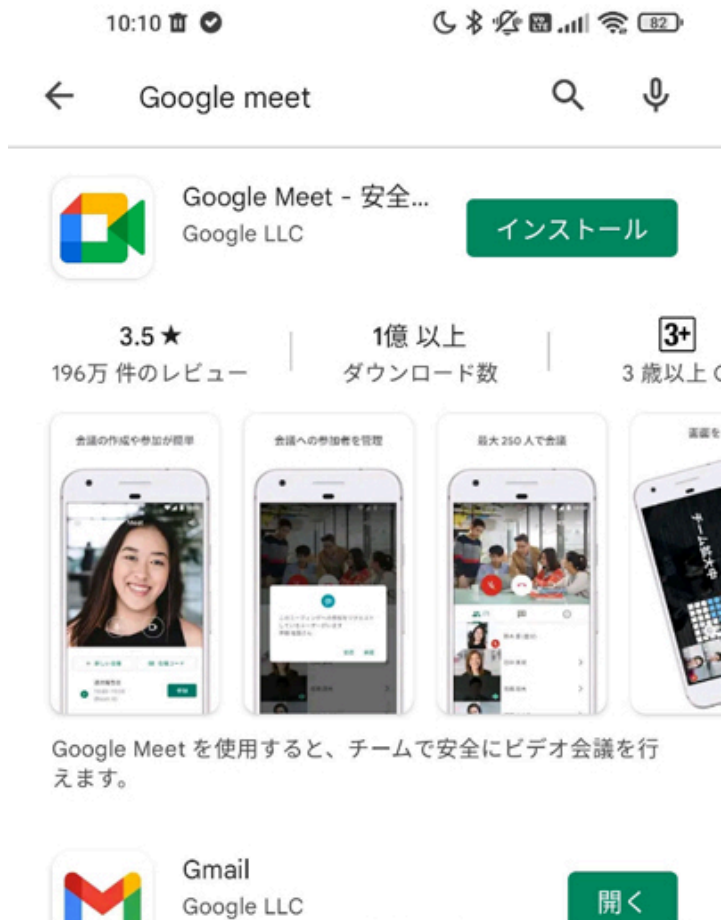 10:10
82
Google meet
Google Meet - 安全...
Google LLC
インストール
3.5★
196万 件のレビュー
1億 以上
ダウンロード数
3+
3 歳以上
会議の作成や参加が簡単
会議への参加者を管理
最大 250 人で会議
画面を
Meet
Google Meet を使用すると、チームで安全にビデオ会議を行
えます。
Gmail
Google LLC
開く